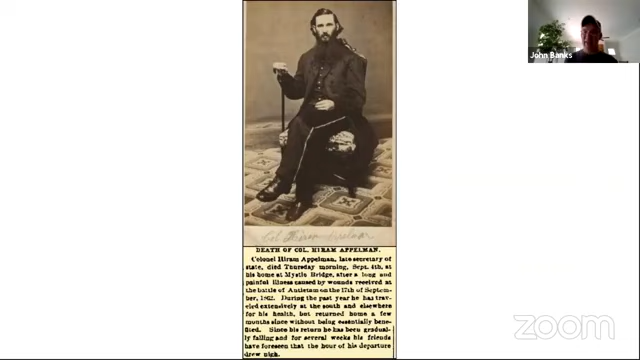 John Banks
Col Hiram Appelman
DEATH OF COL. HIRAM APPELMAN.
Colonel Hiram Appelman, late secretary of
state, died Thursday morning, Sept. 4th, at
his home at Mystic Bridge, after a long and
painful illness caused by wounds received at
the battle of Antietam on the 17th of Septem-
ber, 1862. During the past year he has trav-
eled extensively at the south and elsewhere
for his health, but returned home a few
months since without being essentially bene-
fited. Since his return he has been gradual-
ly failing and for several weeks his friends
have foreseen that the hour of his departure
drew nigh.
zoom